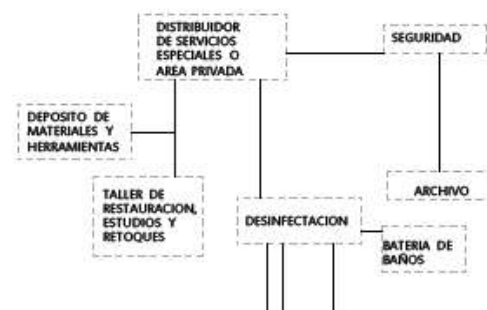 DISTRIBUIDOR
DE SERVICIOS
ESPECIALES O
AREA PRIVADA
SEGURIDAD
DEPOSITO DE
MATERIALES Y
HERRAMIENTAS
TALLER DE
RESTAURACION,
ESTUDIOS Y
RETOQUES
ARCHIVO
DESINFECTACION
BATERIA DE
BAÑOS